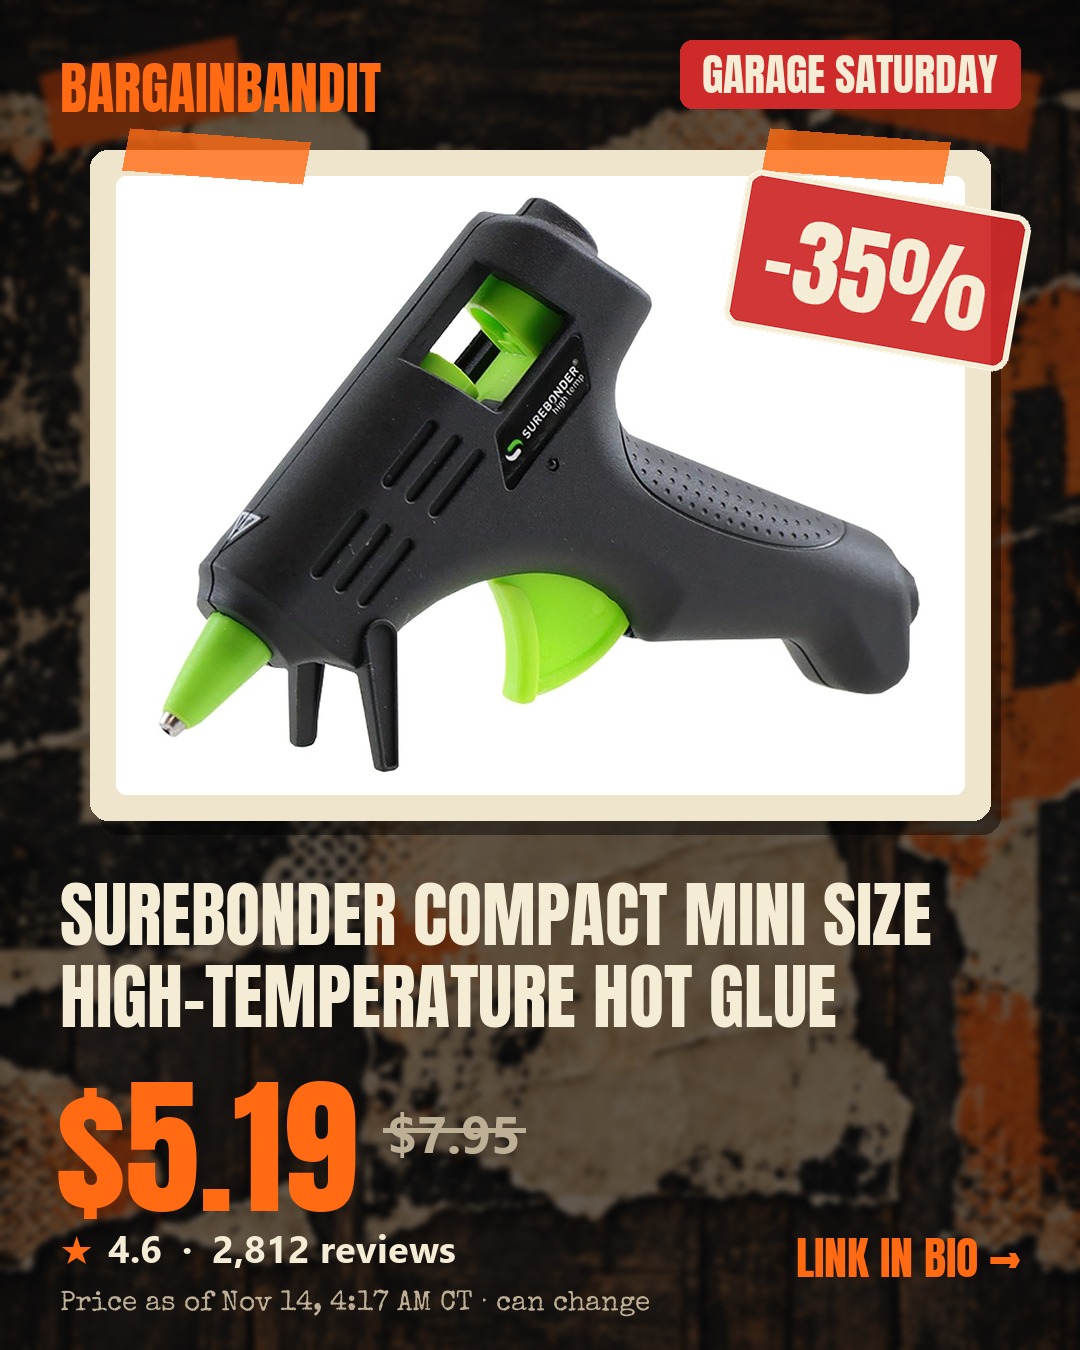 BARGAINBANDIT
GARAGE SATURDAY
-35%
SUREBONDER®
high temp
SUREBONDER COMPACT MINI SIZE
HIGH-TEMPERATURE HOT GLUE
$5.19
$7.95
★ 4.6 · 2,812 reviews
LINK IN BIO →
Price as of Nov 14, 4:17 AM CT · can change